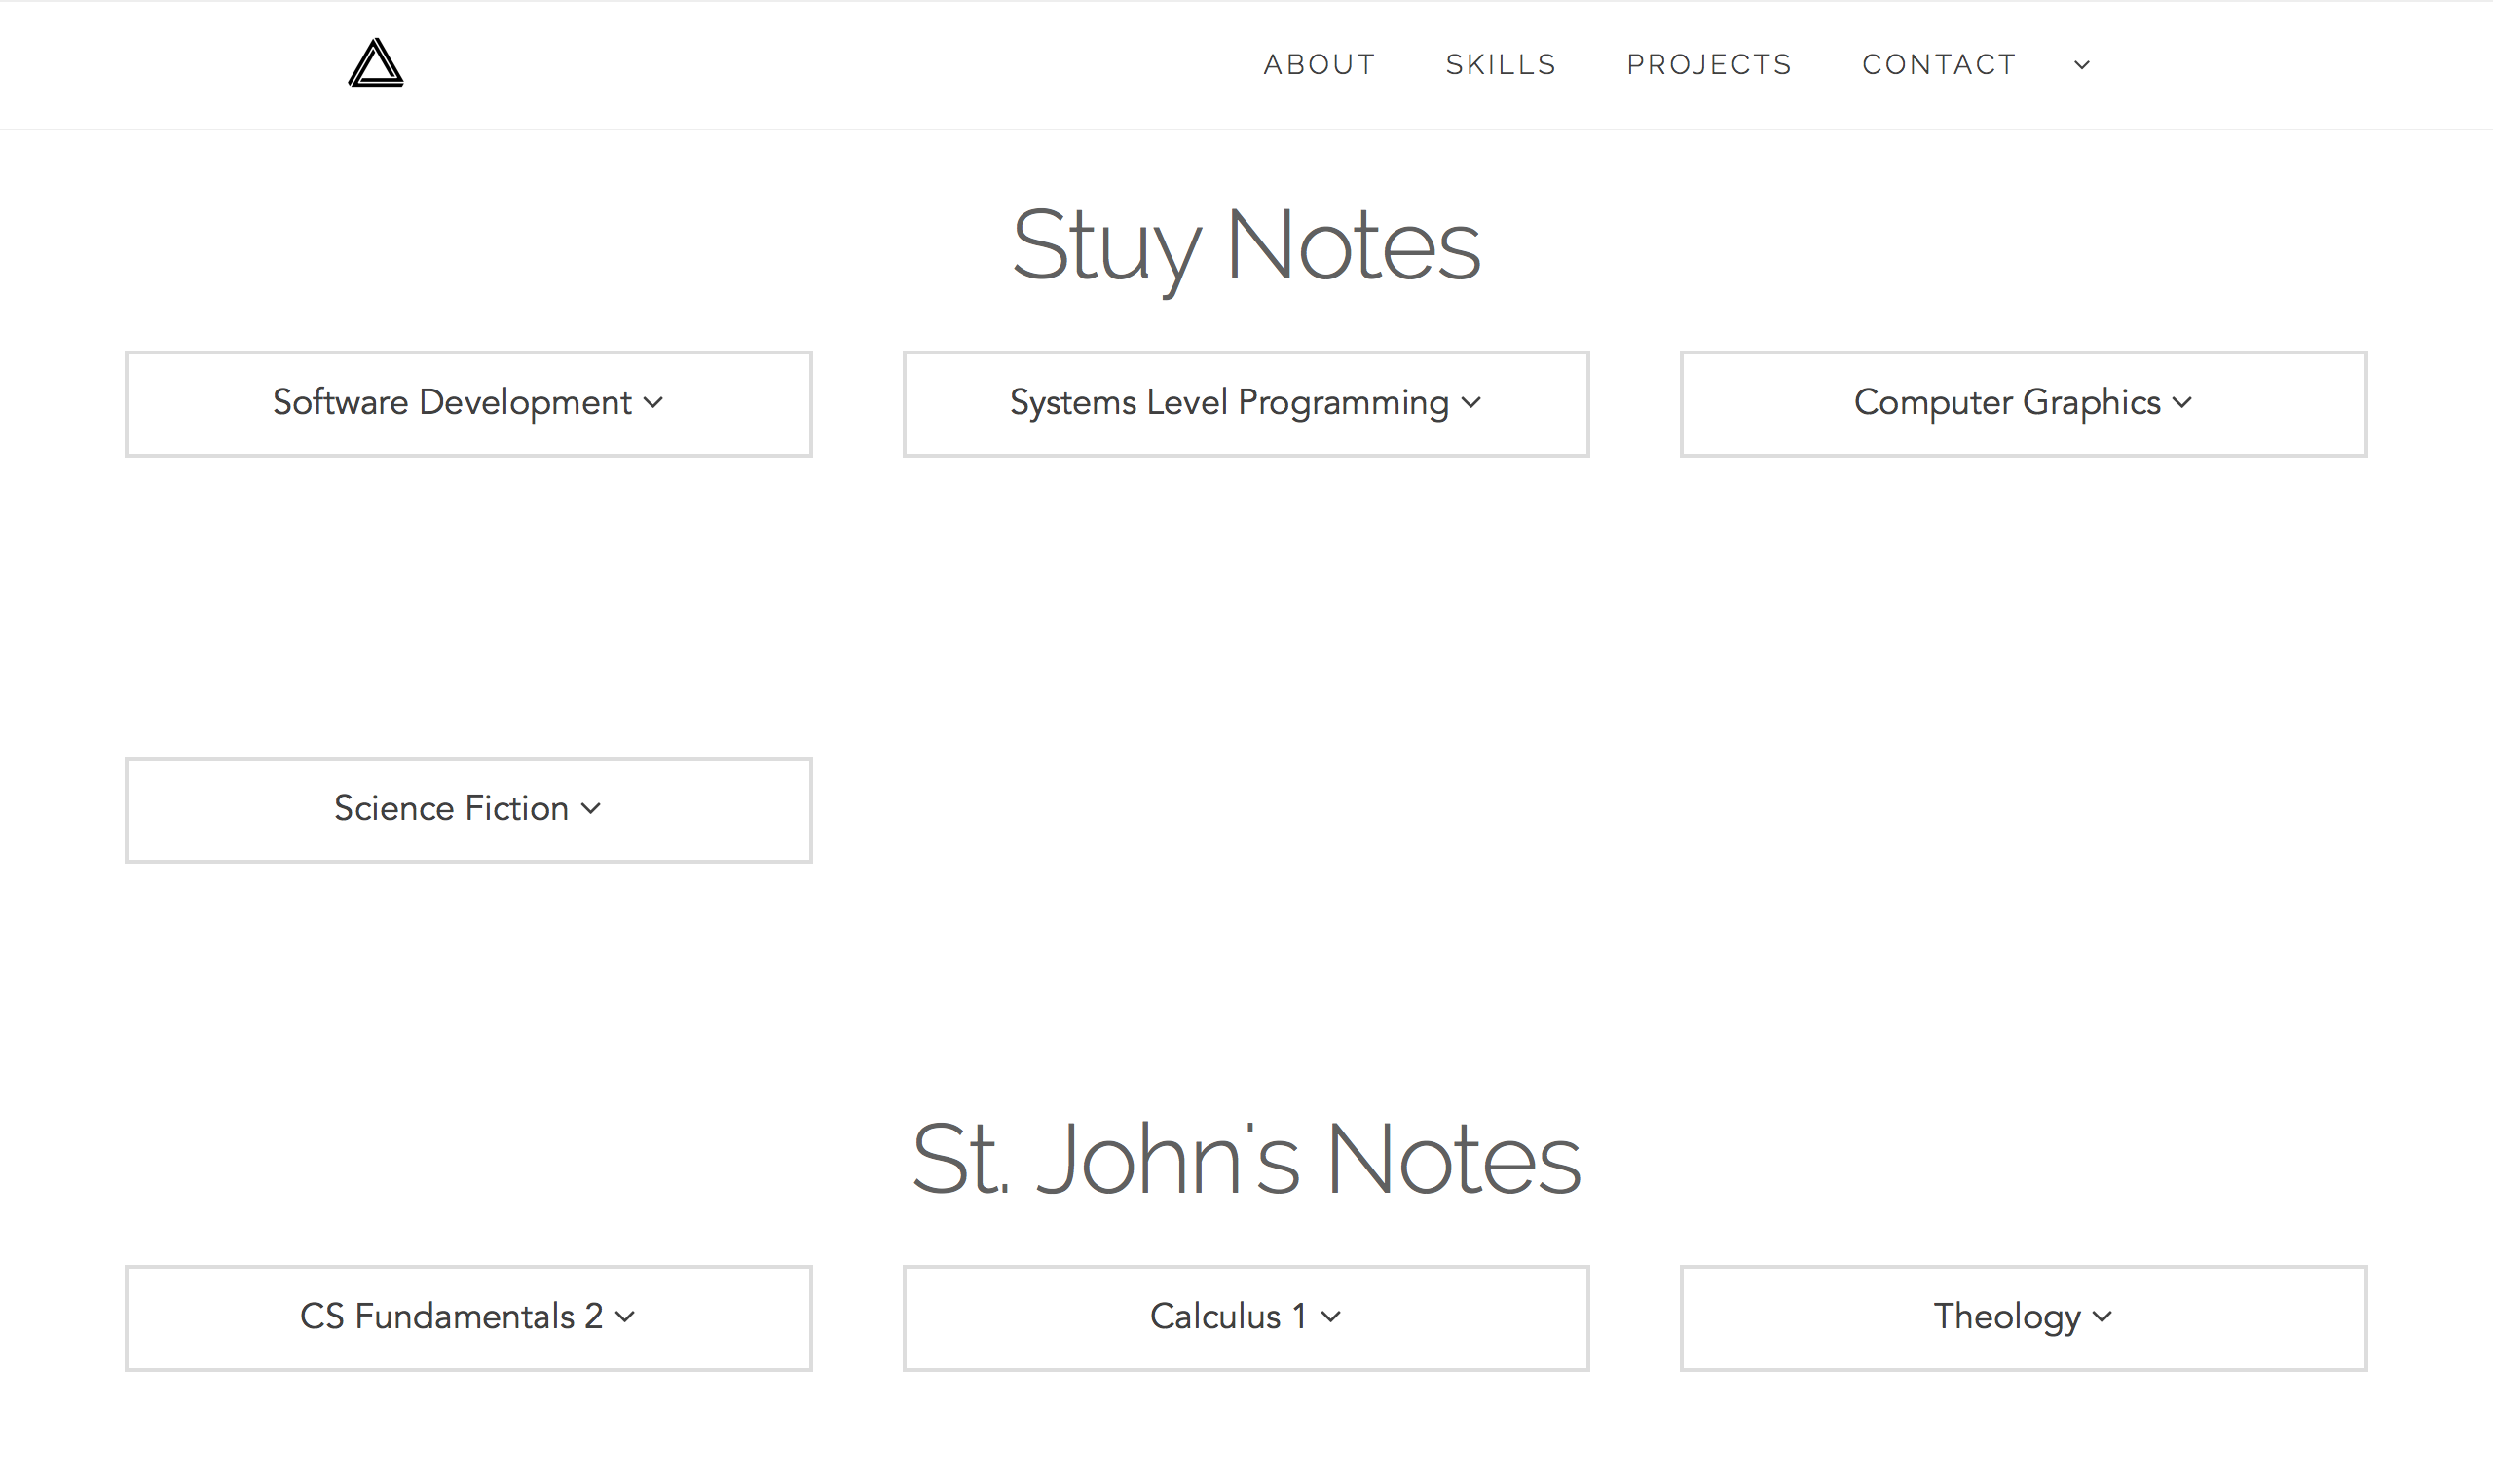 ABOUT SKILLS PROJECTS CONTACT
Stuy Notes
Software Development
Systems Level Programming
Computer Graphics
Science Fiction
St. John's Notes
CS Fundamentals 2
Calculus 1
Theology